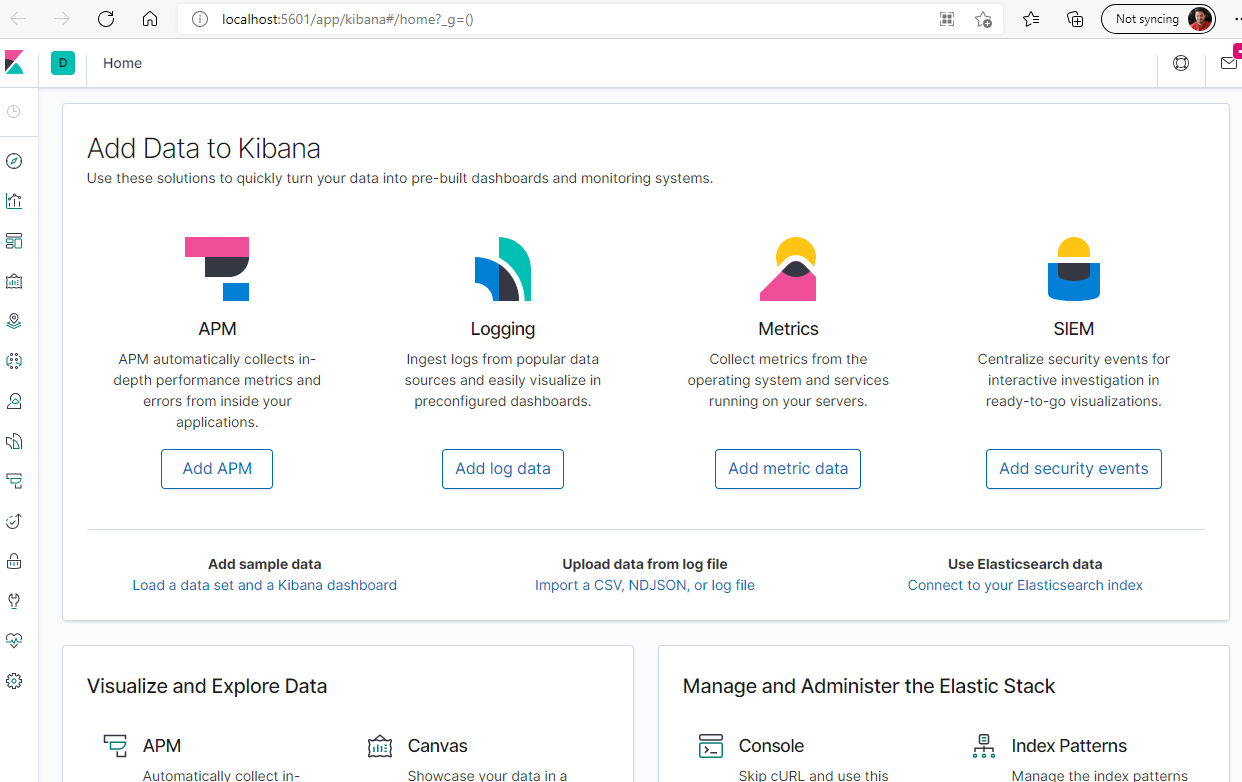 localhost:5601/app/kibana#/home?_g=()
Not syncing
D
Home
Add Data to Kibana
Use these solutions to quickly turn your data into pre-built dashboards and monitoring systems.
APM
APM automatically collects in-
depth performance metrics and
errors from inside your
applications.
Add APM
Logging
Ingest logs from popular data
sources and easily visualize in
preconfigured dashboards.
Add log data
Metrics
Collect metrics from the
operating system and services
running on your servers.
Add metric data
SIEM
Centralize security events for
interactive investigation in
ready-to-go visualizations.
Add security events
Add sample data
Load a data set and a Kibana dashboard
Upload data from log file
Import a CSV, NDJSON, or log file
Use Elasticsearch data
Connect to your Elasticsearch index
Visualize and Explore Data
APM
Automatically collect in-
Canvas
Showcase your data in a
Manage and Administer the Elastic Stack
Console
Skip cURL and use this
Index Patterns
Manage the index patterns